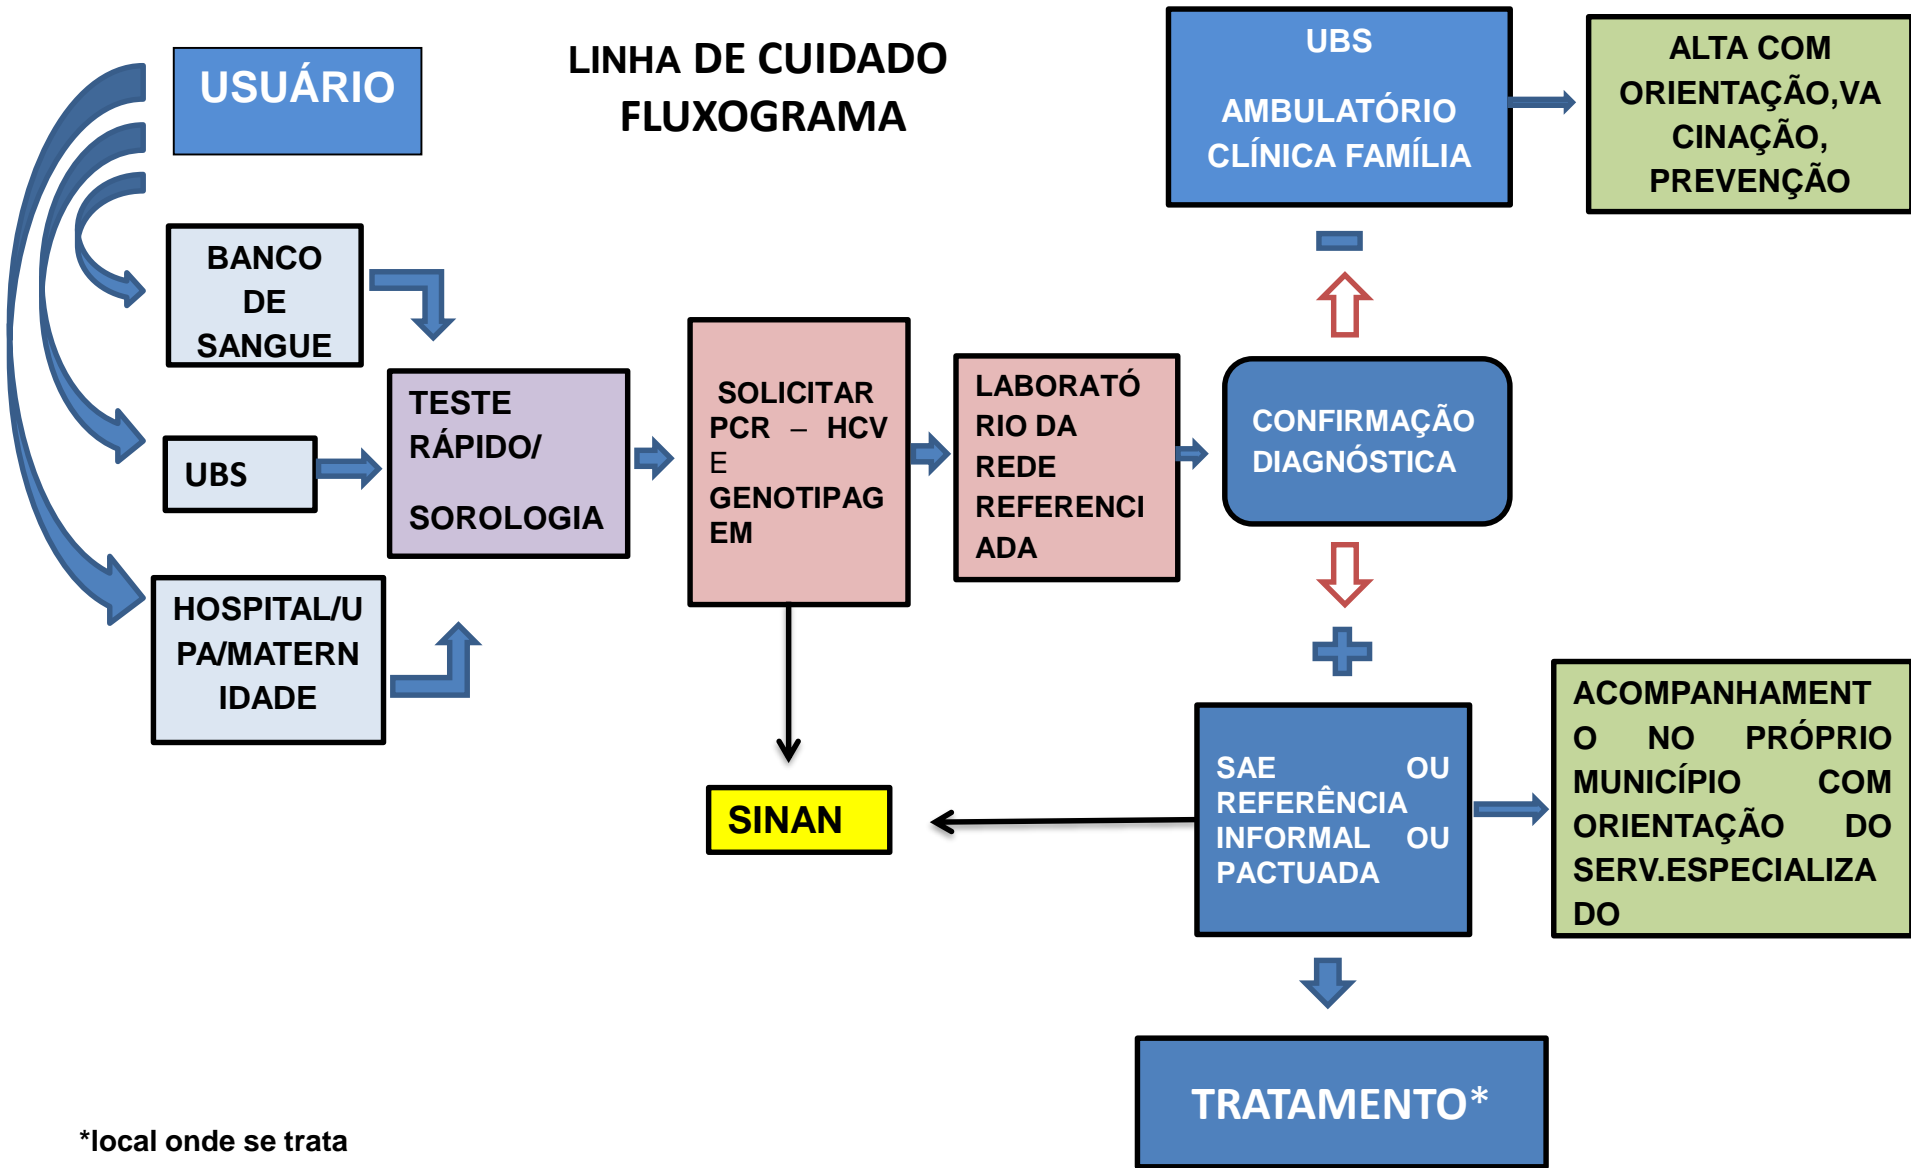 USUÁRIO
LINHA DE CUIDADO
FLUXOGRAMA
UBS
AMBULATÓRIO
CLÍNICA FAMÍLIA
ALTA COM
ORIENTAÇÃO,VA
CINAÇÃO,
PREVENÇÃO
BANCO
DE
SANGUE
UBS
HOSPITAL/U
PA/MATERN
IDADE
TESTE
RÁPIDO/
SOROLOGIA
SOLICITAR
PCR – HCV
E
GENOTIPAG
EM
LABORATÓ
RIO DA
REDE
REFERENCI
ADA
CONFIRMAÇÃO
DIAGNÓSTICA
SINAN
SAE OU
REFERÊNCIA
INFORMAL OU
PACTUADA
ACOMPANHAMENT
O NO PRÓPRIO
MUNICÍPIO COM
ORIENTAÇÃO DO
SERV.ESPECIALIZA
DO
TRATAMENTO*
*local onde se trata